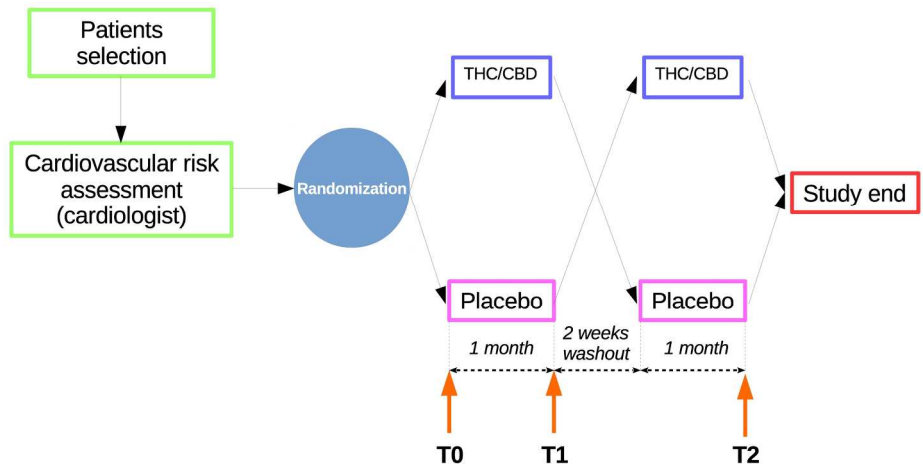 Patients
selection
Cardiovascular risk
assessment
(cardiologist)
Randomization
THC/CBD
THC/CBD
Placebo
Placebo
Study end
1 month
2 weeks
washout
1 month
T0
T1
T2